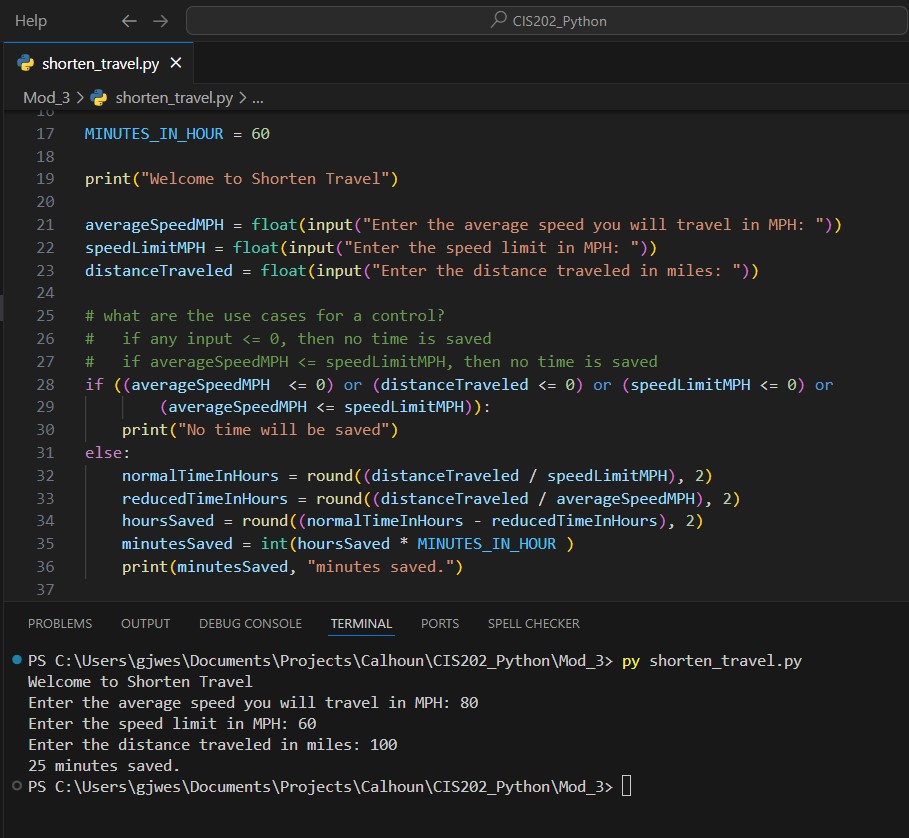 Help
CIS202_Python
shorten_travel.py
Mod_3 > shorten_travel.py > ...
16
17 MINUTES_IN_HOUR = 60
18
19 print("Welcome to Shorten Travel")
20
21 averageSpeedMPH = float(input("Enter the average speed you will travel in MPH: "))
22 speedLimitMPH = float(input("Enter the speed limit in MPH: "))
23 distanceTraveled = float(input("Enter the distance traveled in miles: "))
24
25 # what are the use cases for a control?
26 #   if any input <= 0, then no time is saved
27 #   if averageSpeedMPH <= speedLimitMPH, then no time is saved
28 if ((averageSpeedMPH  <= 0) or (distanceTraveled <= 0) or (speedLimitMPH <= 0) or
29         (averageSpeedMPH <= speedLimitMPH)):
30     print("No time will be saved")
31 else:
32     normalTimeInHours = round((distanceTraveled / speedLimitMPH), 2)
33     reducedTimeInHours = round((distanceTraveled / averageSpeedMPH), 2)
34     hoursSaved = round((normalTimeInHours - reducedTimeInHours), 2)
35     minutesSaved = int(hoursSaved * MINUTES_IN_HOUR )
36     print(minutesSaved, "minutes saved.")
37
PROBLEMS OUTPUT DEBUG CONSOLE TERMINAL PORTS SPELL CHECKER
PS C:\Users\gjwes\Documents\Projects\Calhoun\CIS202_Python\Mod_3> py shorten_travel.py
Welcome to Shorten Travel
Enter the average speed you will travel in MPH: 80
Enter the speed limit in MPH: 60
Enter the distance traveled in miles: 100
25 minutes saved.
PS C:\Users\gjwes\Documents\Projects\Calhoun\CIS202_Python\Mod_3>